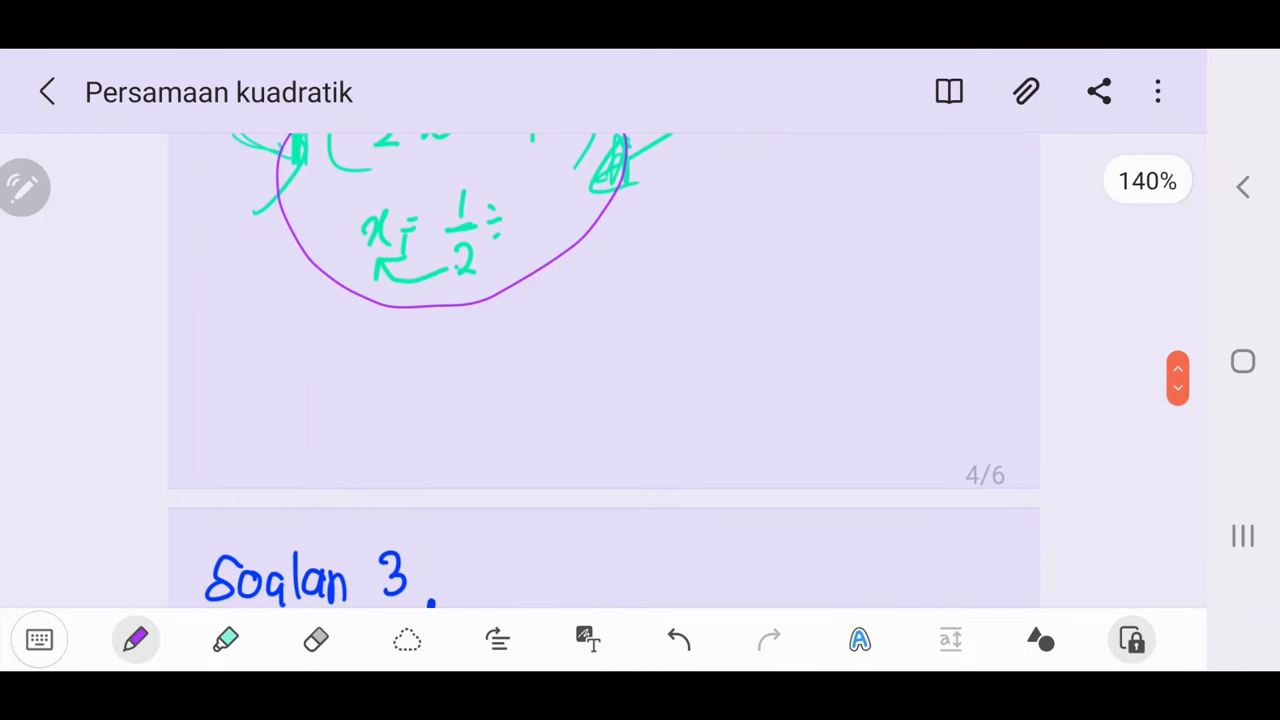 Persamaan kuadratik
140%
x = 1/2 ÷
4/6
Soalan 3